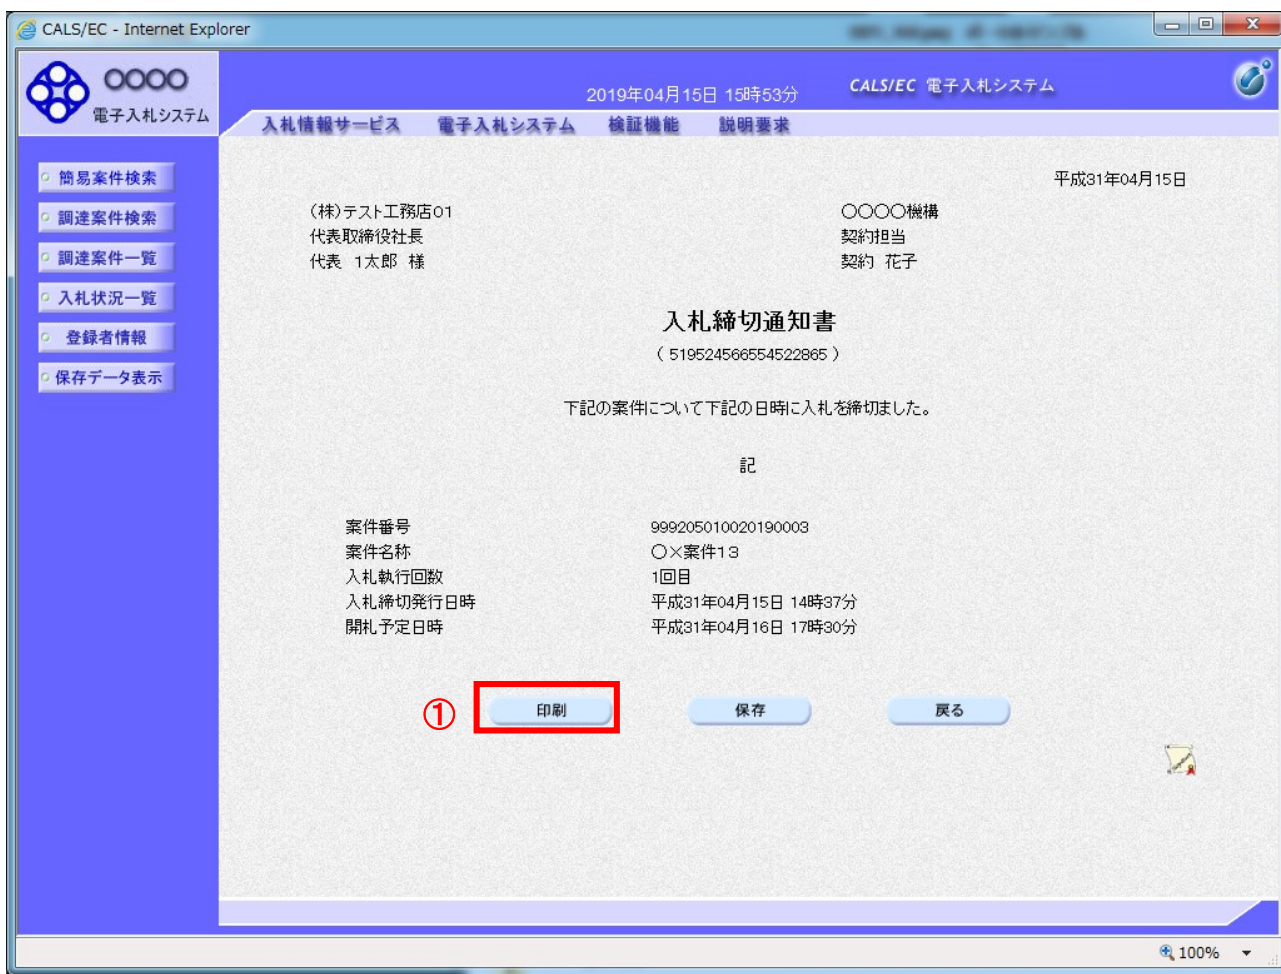 CALS/EC - Internet Explorer
〇〇〇〇
電子入札システム
2019年04月15日 15時53分
CALS/EC 電子入札システム
入札情報サービス 電子入札システム 検証機能 説明要求
簡易案件検索
調達案件検索
調達案件一覧
入札状況一覧
登録者情報
保存データ表示
平成31年04月15日
(株)テスト工務店01
代表取締役社長
代表 1太郎 様
〇〇〇〇機構
契約担当
契約 花子
入札締切通知書
(519524566554522865)
下記の案件について下記の日時に入札を締切ました。
記
案件番号 999205010020190003
案件名称 〇×案件13
入札執行回数 1回目
入札締切発行日時 平成31年04月15日 14時37分
開札予定日時 平成31年04月16日 17時30分
① 印刷 保存 戻る
100%